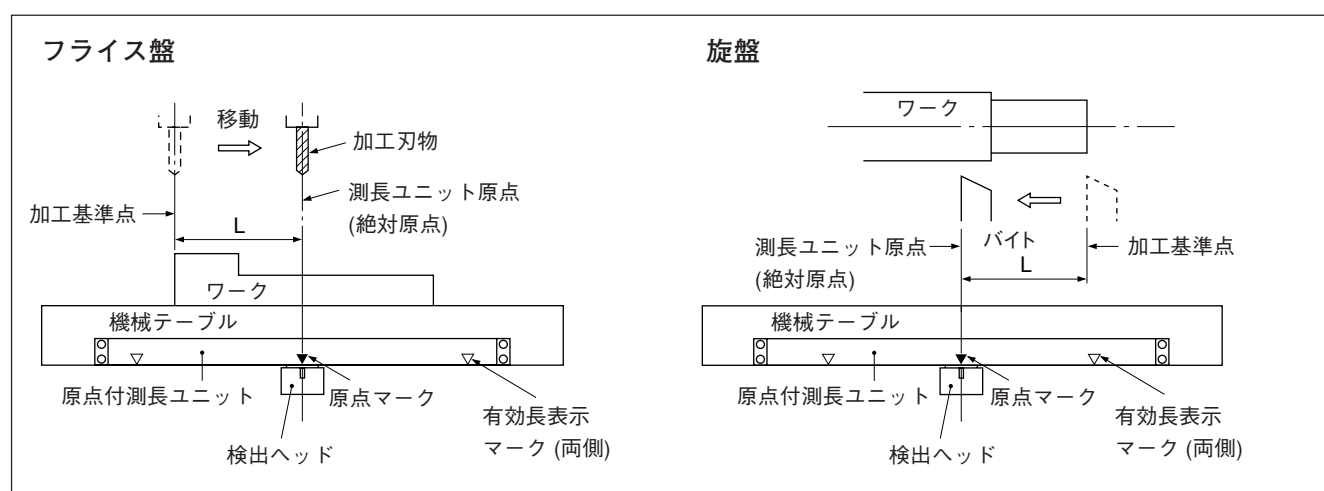 フライス盤
移動
加工刃物
測長ユニット原点
(絶対原点)
加工基準点
L
ワーク
機械テーブル
原点付測長ユニット
原点マーク
検出ヘッド
有効長表示
マーク (両側)
旋盤
ワーク
測長ユニット原点
(絶対原点)
バイト
L
加工基準点
機械テーブル
原点付測長ユニット
原点マーク
検出ヘッド
有効長表示
マーク (両側)